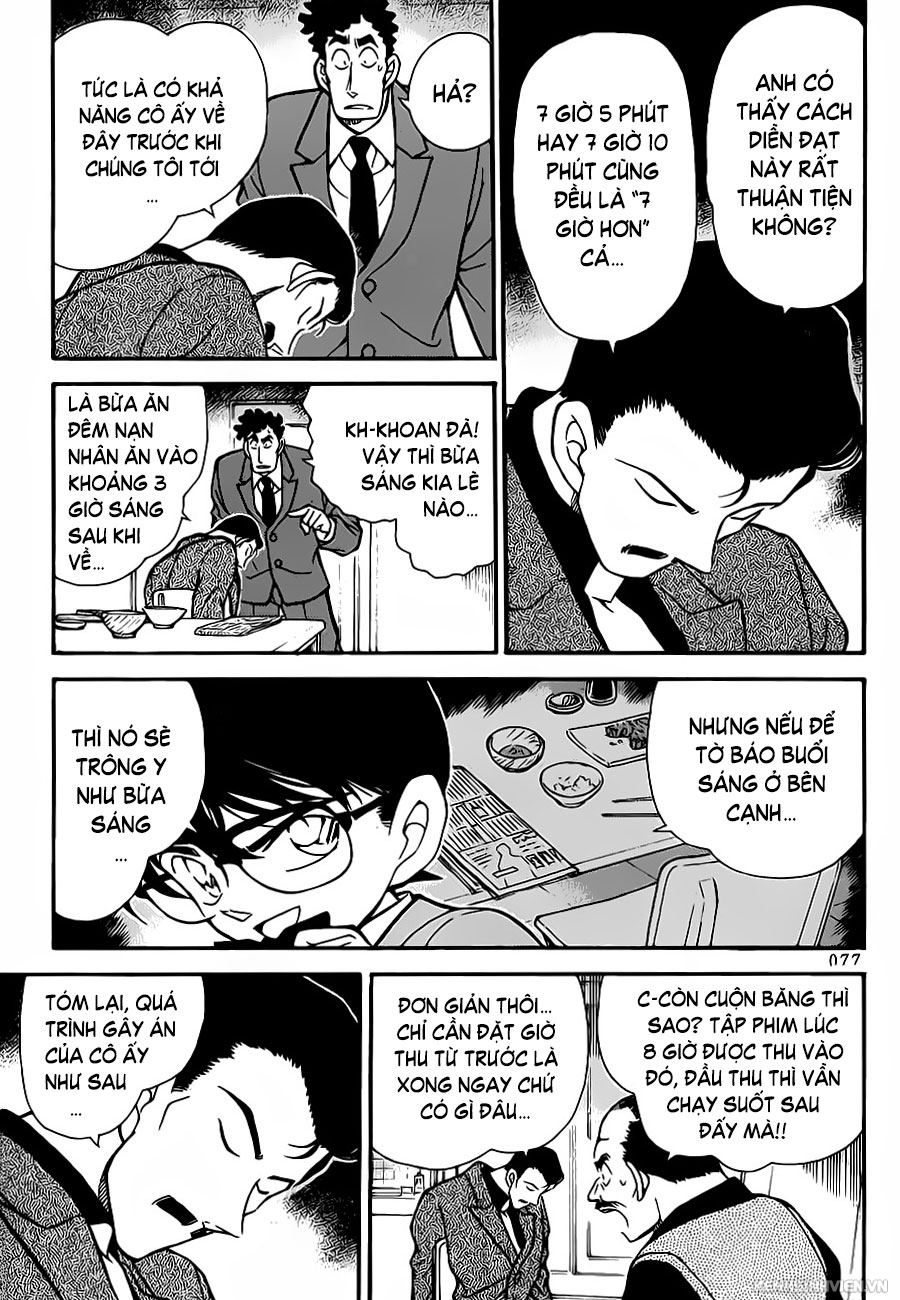 ANH CÓ
THẤY CÁCH
DIỄN ĐẠT
NÀY RẤT
THUẬN TIỆN
KHÔNG?
7 GIỜ 5 PHÚT
HAY 7 GIỜ 10
PHÚT CŨNG
ĐỀU LÀ "7
GIỜ HƠN"
CẢ...
HẢ?
TỨC LÀ CÓ KHẢ
NĂNG CÔ ẤY VỀ
ĐÂY TRƯỚC KHI
CHÚNG TÔI TỚI
...
KH-KHOAN ĐÃ!
VẬY THÌ BỮA
SÁNG KIA LẼ
NÀO...
LÀ BỮA ĂN
ĐÊM NẠN
NHÂN ĂN VÀO
KHOẢNG 3
GIỜ SÁNG
SAU KHI
VỀ...
NHƯNG NẾU ĐỂ
TỜ BÁO BUỔI
SÁNG Ở BÊN
CẠNH...
THÌ NÓ SẼ
TRÔNG Y
NHƯ BỮA
SÁNG
...
077
C-CÒN CUỘN BĂNG THÌ
SAO? TẬP PHIM LÚC
8 GIỜ ĐƯỢC THU VÀO
ĐÓ, ĐẦU THU THÌ VẪN
CHẠY SUỐT SAU
ĐẤY MÀ!!
ĐƠN GIẢN THÔI...
CHỈ CẦN ĐẶT GIỜ
THU TỪ TRƯỚC LÀ
XONG NGAY CHỨ
CÓ GÌ ĐÂU...
TÓM LẠI, QUÁ
TRÌNH GÂY ÁN
CỦA CÔ ẤY
NHƯ SAU
...